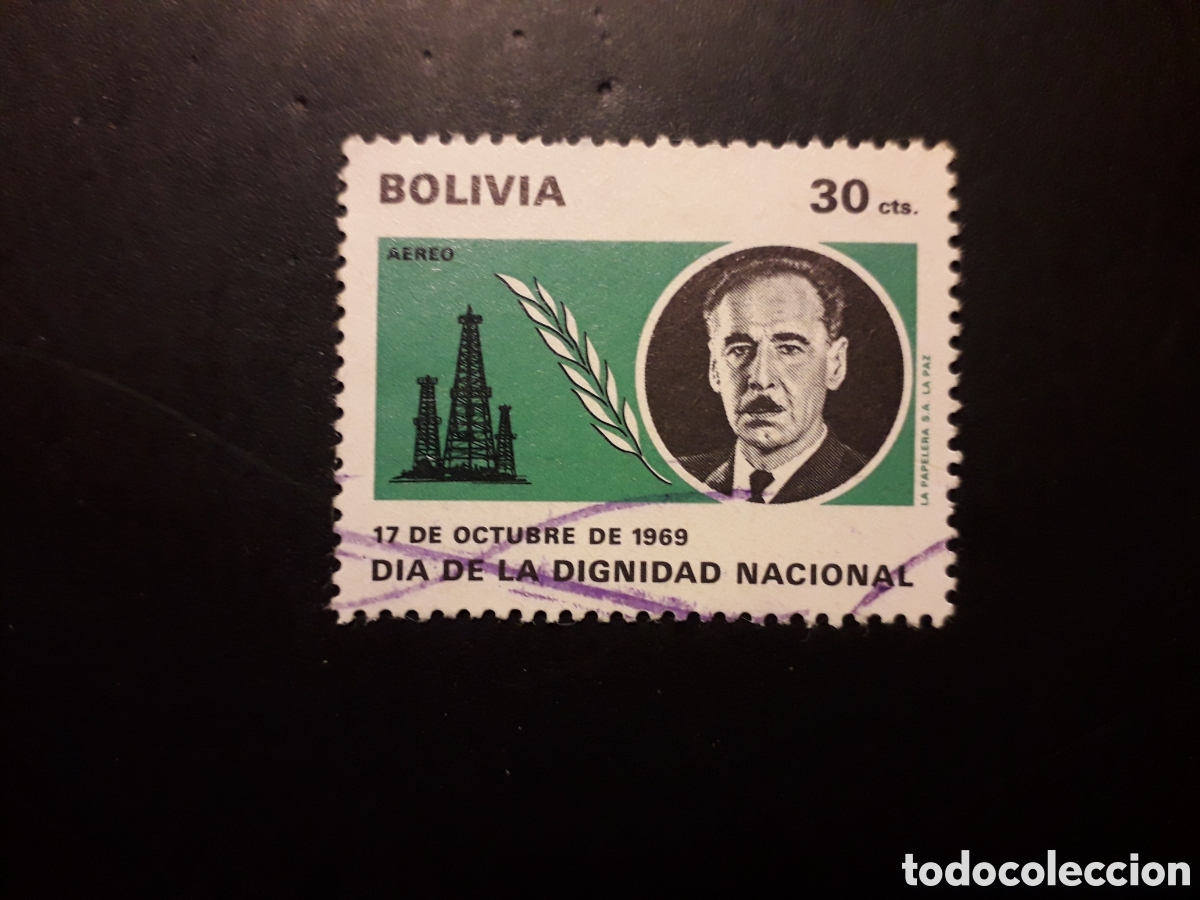 BOLIVIA
30 cts.
AEREO
LA PAPELERA S.A. LA PAZ
17 DE OCTUBRE DE 1969
DIA DE LA DIGNIDAD NACIONAL
todocoleccion